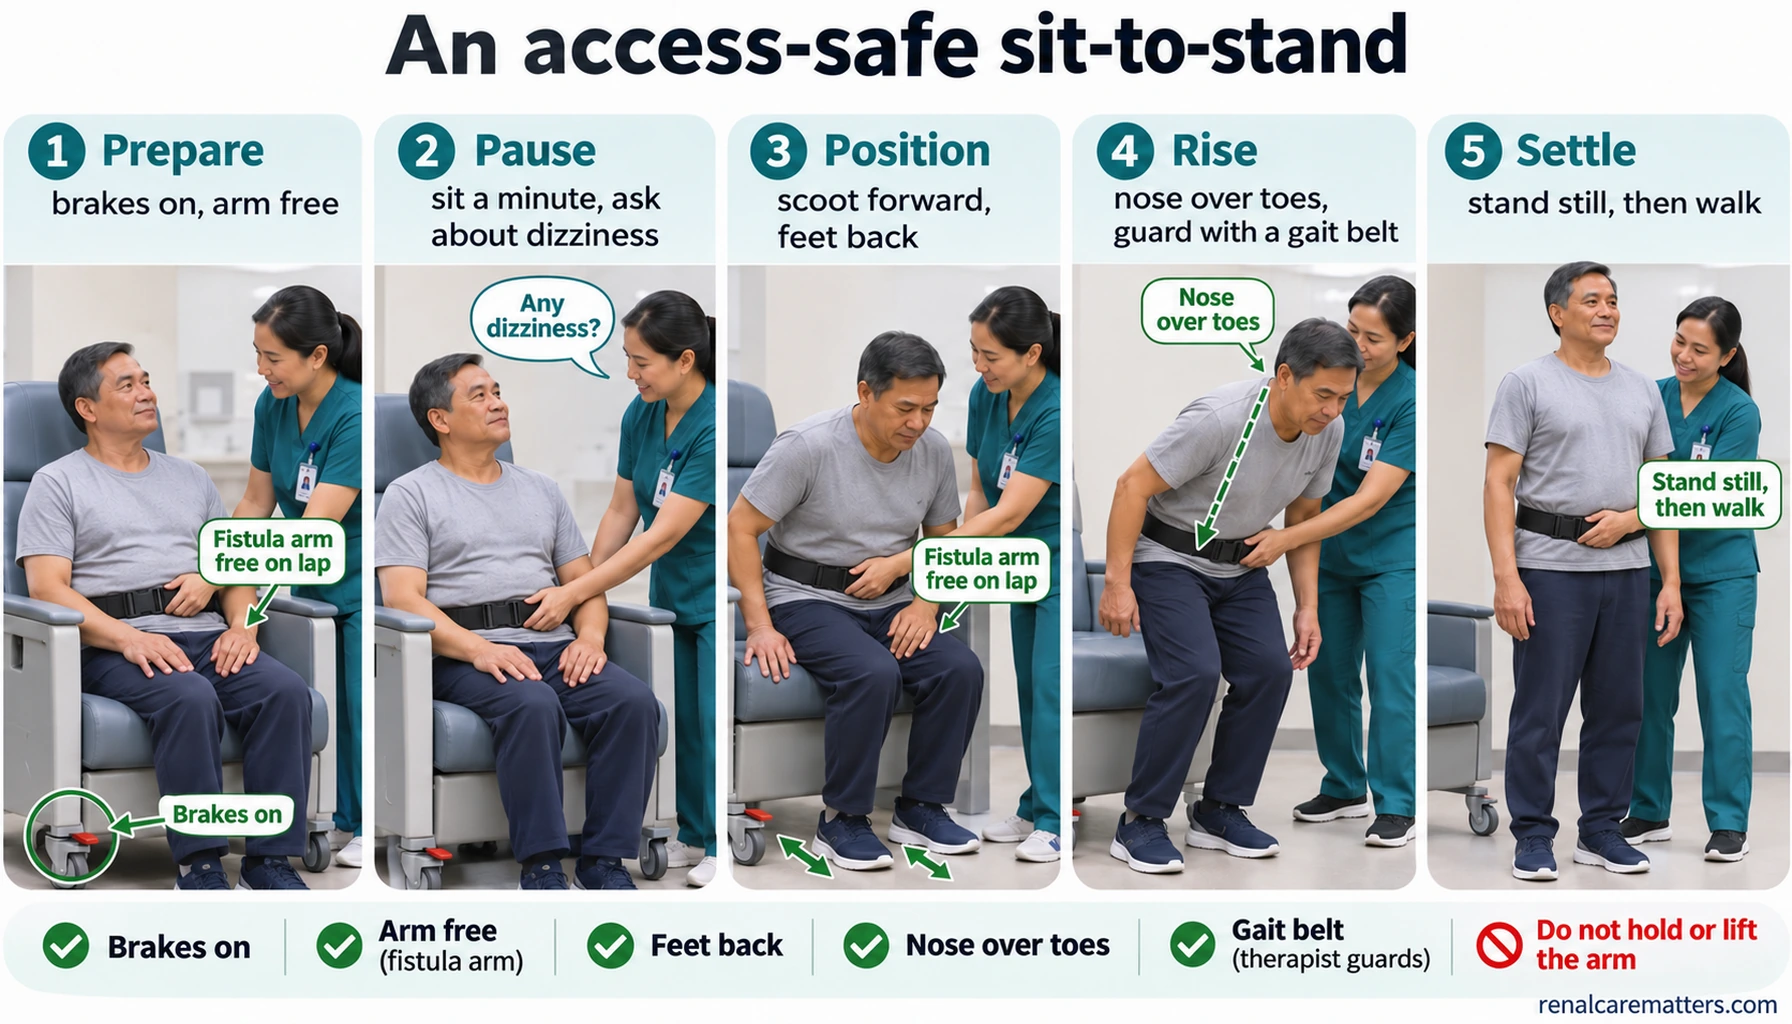 An access-safe sit-to-stand
1 Prepare
brakes on, arm free
2 Pause
sit a minute, ask
about dizziness
3 Position
scoot forward,
feet back
4 Rise
nose over toes,
guard with a gait belt
5 Settle
stand still, then walk
Fistula arm
free on lap
Brakes on
Any
dizziness?
Fistula arm
free on lap
Nose
over toes
Stand still,
then walk
Brakes on
Arm free
(fistula arm)
Feet back
Nose over toes
Gait belt
(therapist guards)
Do not hold or lift
the arm
renalcarematters.com